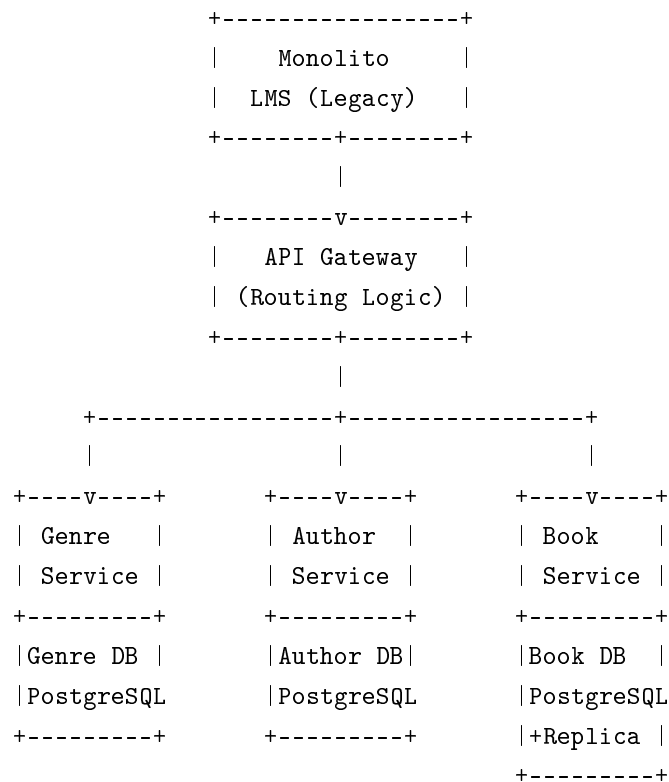 +-----------------+
|    Monolito     |
|  LMS (Legacy)   |
+--------+--------+
|
+--------v--------+
|   API Gateway   |
| (Routing Logic) |
+--------+--------+
|
+-----------------+-----------------+
|                 |                 |
+----v----+       +----v----+       +----v----+
| Genre   |       | Author  |       | Book    |
| Service |       | Service |       | Service |
+---------+       +---------+       +---------+
|Genre DB |       |Author DB|       |Book DB  |
|PostgreSQL       |PostgreSQL       |PostgreSQL
+---------+       +---------+       |+Replica |
+---------+